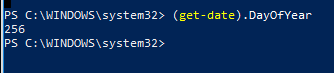 PS C:\WINDOWS\system32> (get-date).DayOfYear
256
PS C:\WINDOWS\system32>